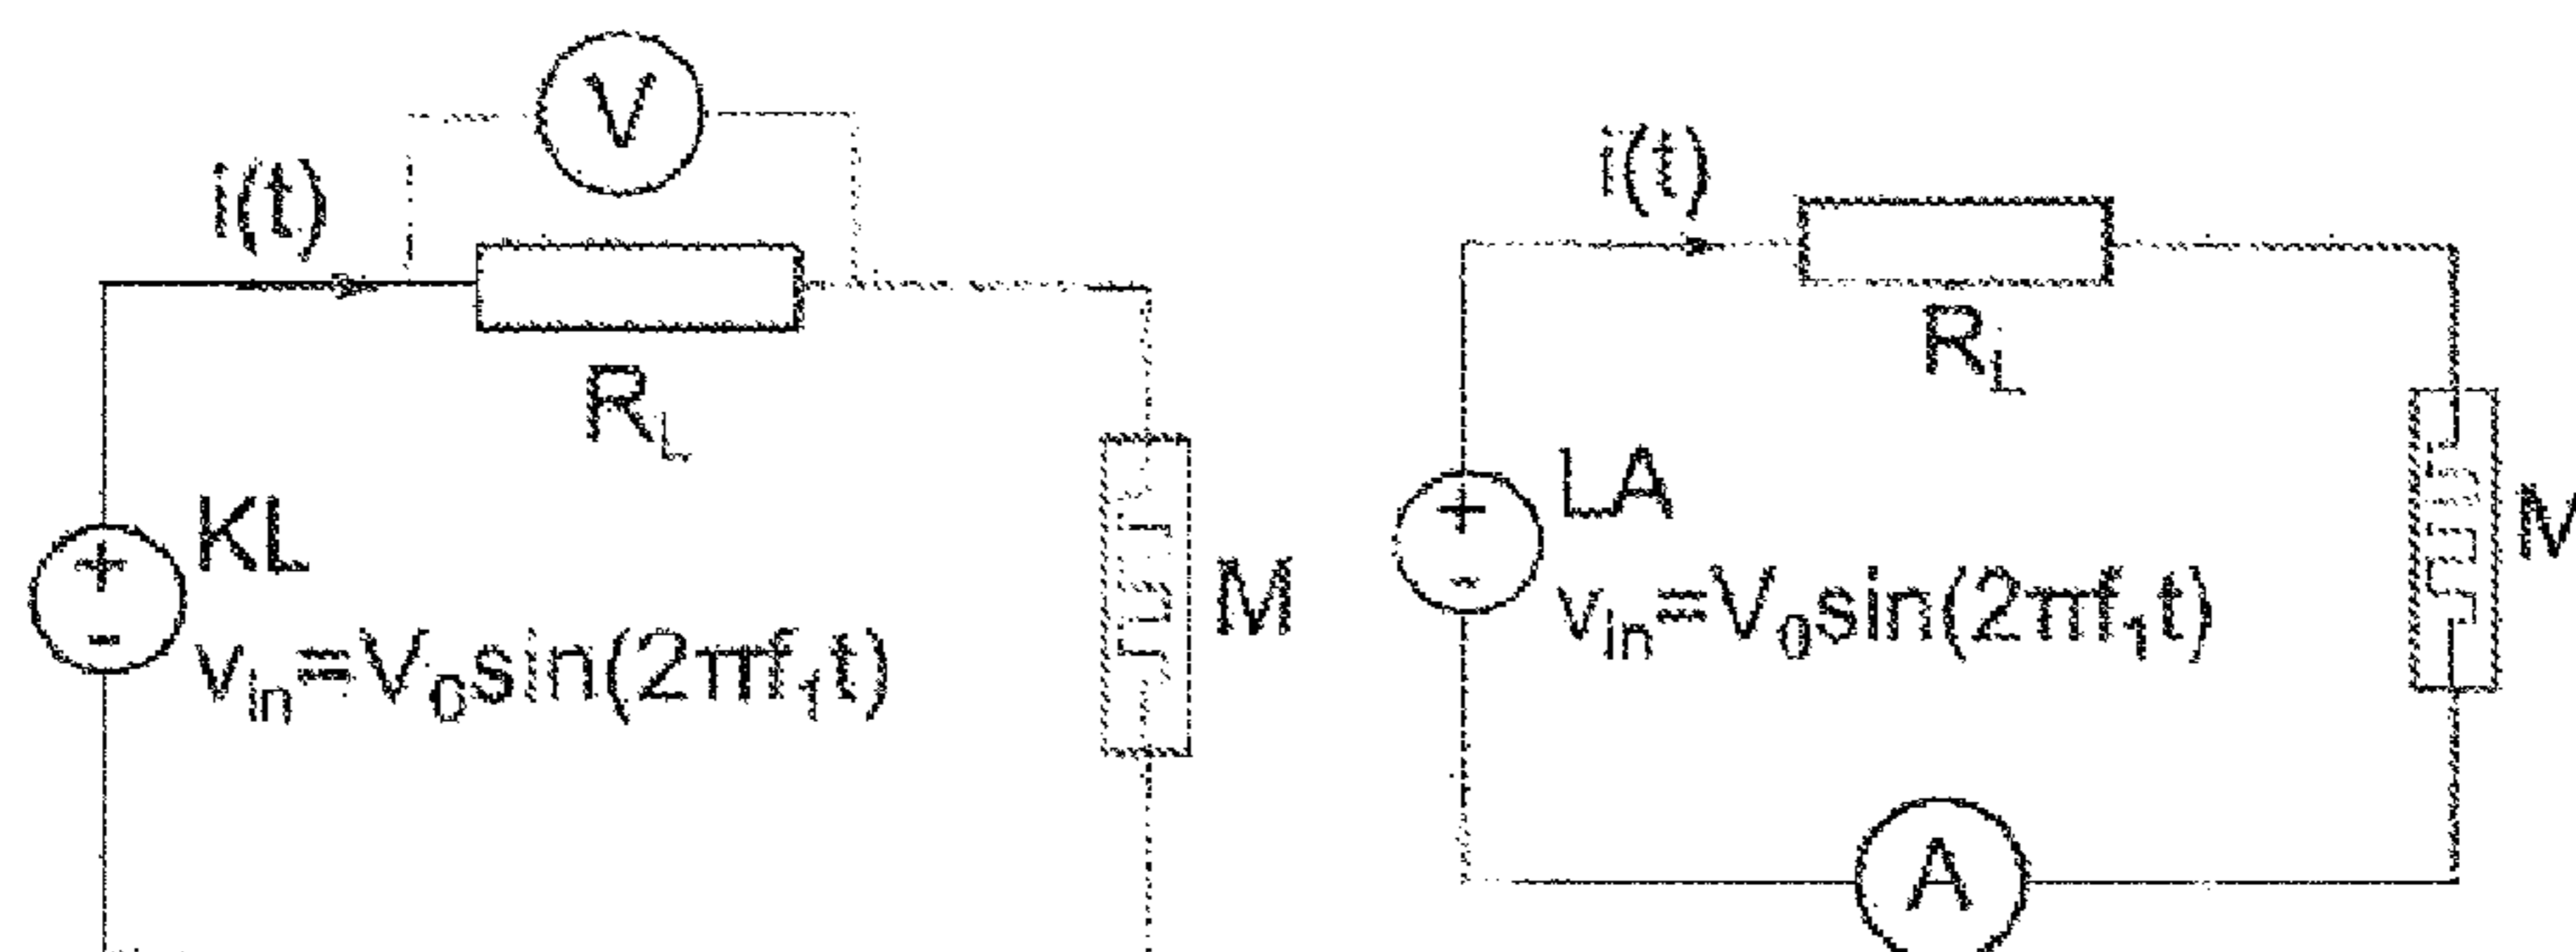 V
i(t)
R_L
KL
v_in=V_0sin(2πf_1t)
M
i(t)
R_L
LA
v_in=V_0sin(2πf_1t)
M
A